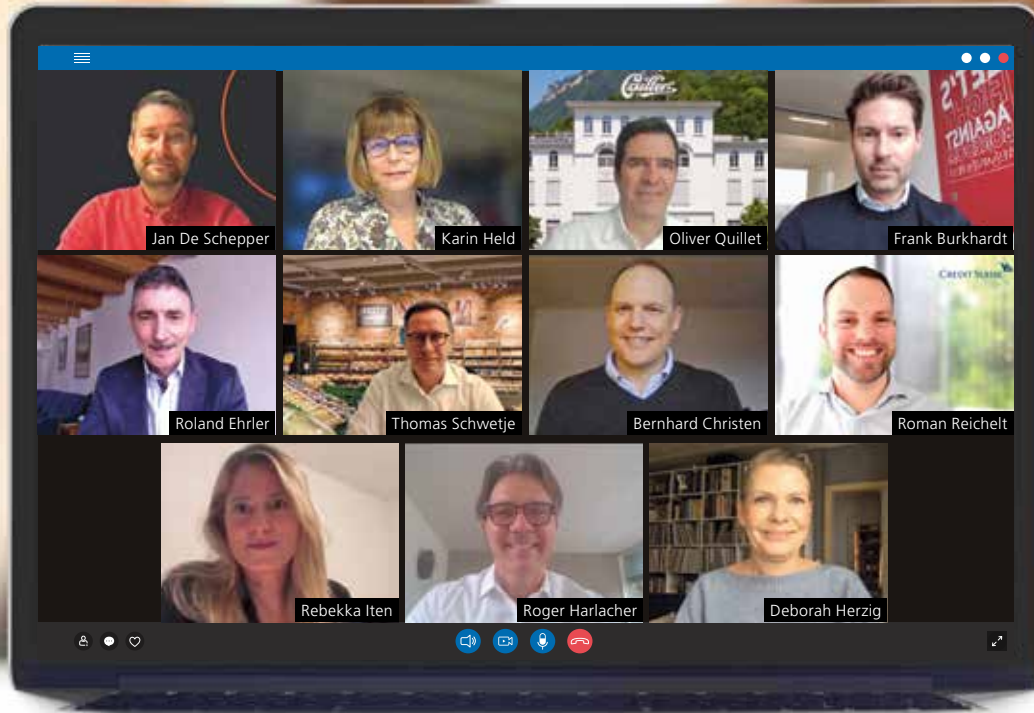 Cailler
Jan De Schepper
Karin Held
Oliver Quillet
Frank Burkhardt
CREDIT SUISSE
Roland Ehrler
Thomas Schwetje
Bernhard Christen
Roman Reichelt
Rebekka Iten
Roger Harlacher
Deborah Herzig